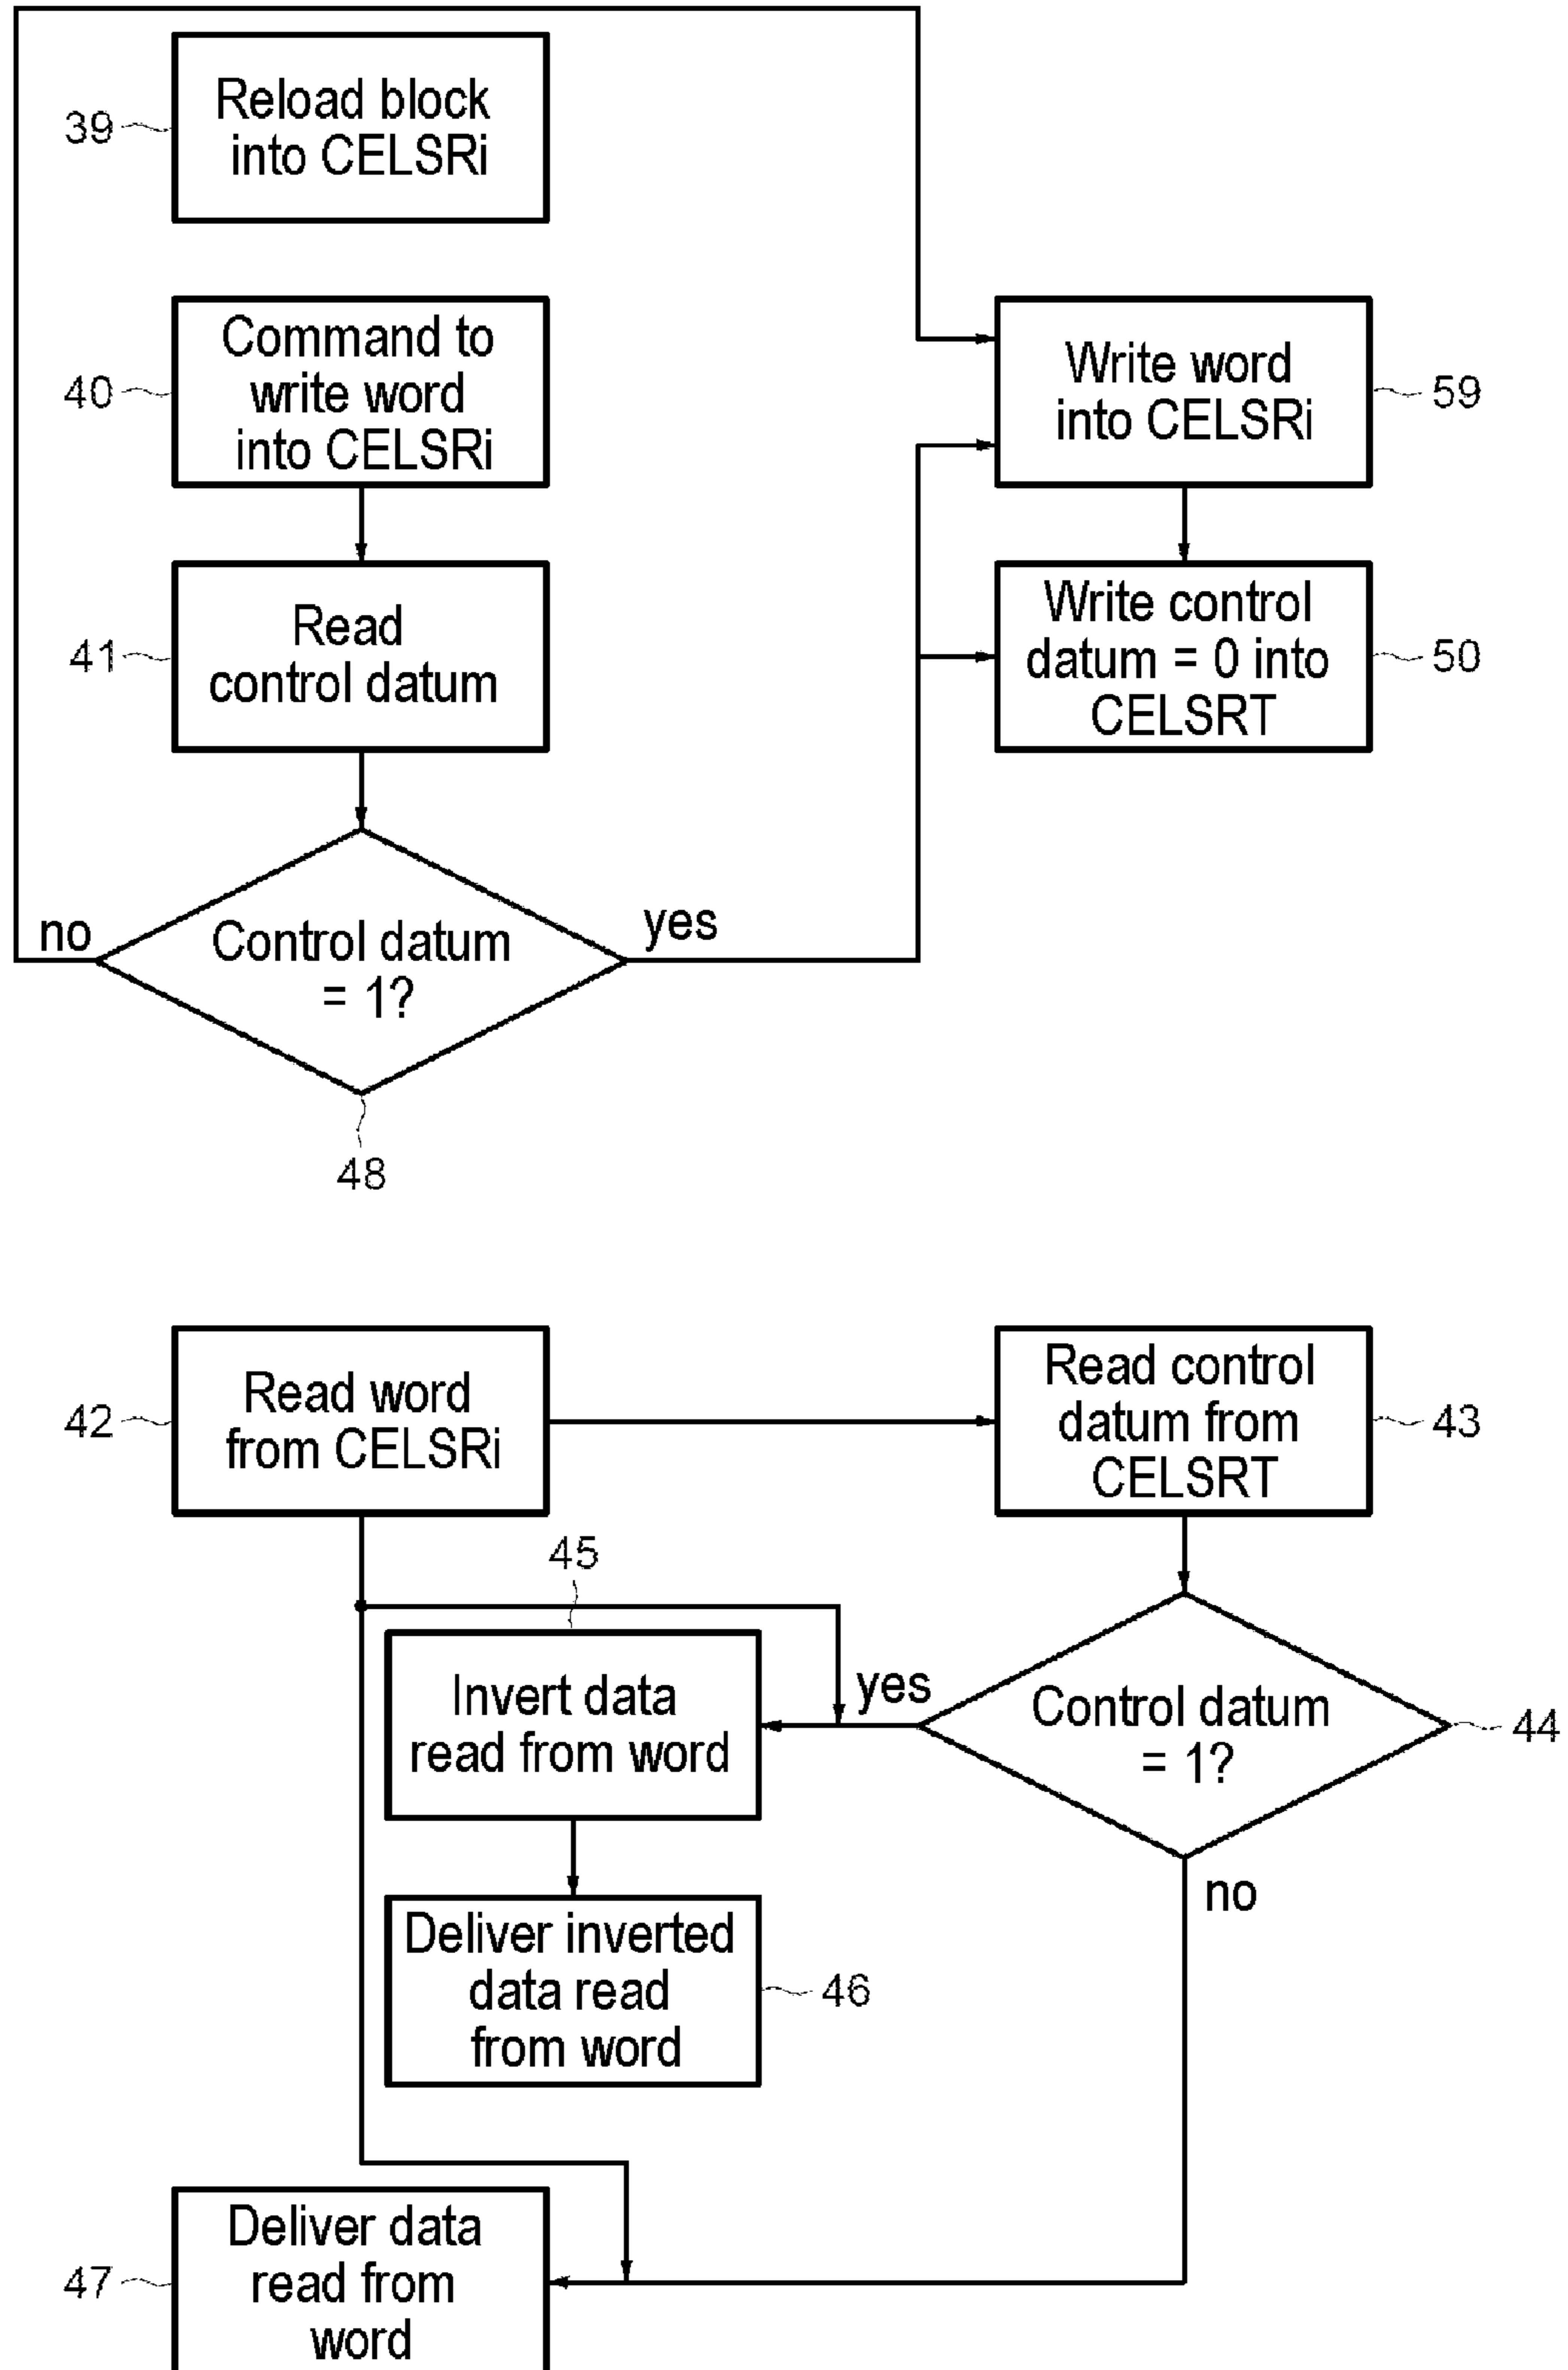 Reload block
into CELSRi
39
Command to
write word
into CELSRi
40
Write word
into CELSRi
59
Read
control datum
41
Write control
datum = 0 into
CELSRT
50
no
Control datum
= 1?
yes
48
Read word
from CELSRi
42
Read control
datum from
CELSRT
43
45
Invert data
read from word
yes
Control datum
= 1?
44
no
Deliver inverted
data read
from word
46
Deliver data
read from
word
47